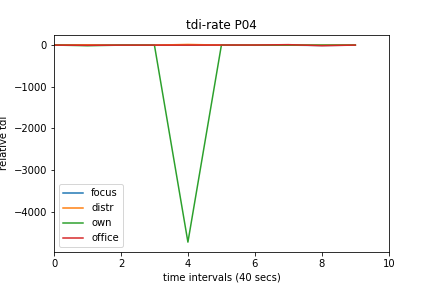 tdi-rate P04
0
−1000
−2000
−3000
−4000
relative tdi
focus
distr
own
office
0 2 4 6 8 10
time intervals (40 secs)